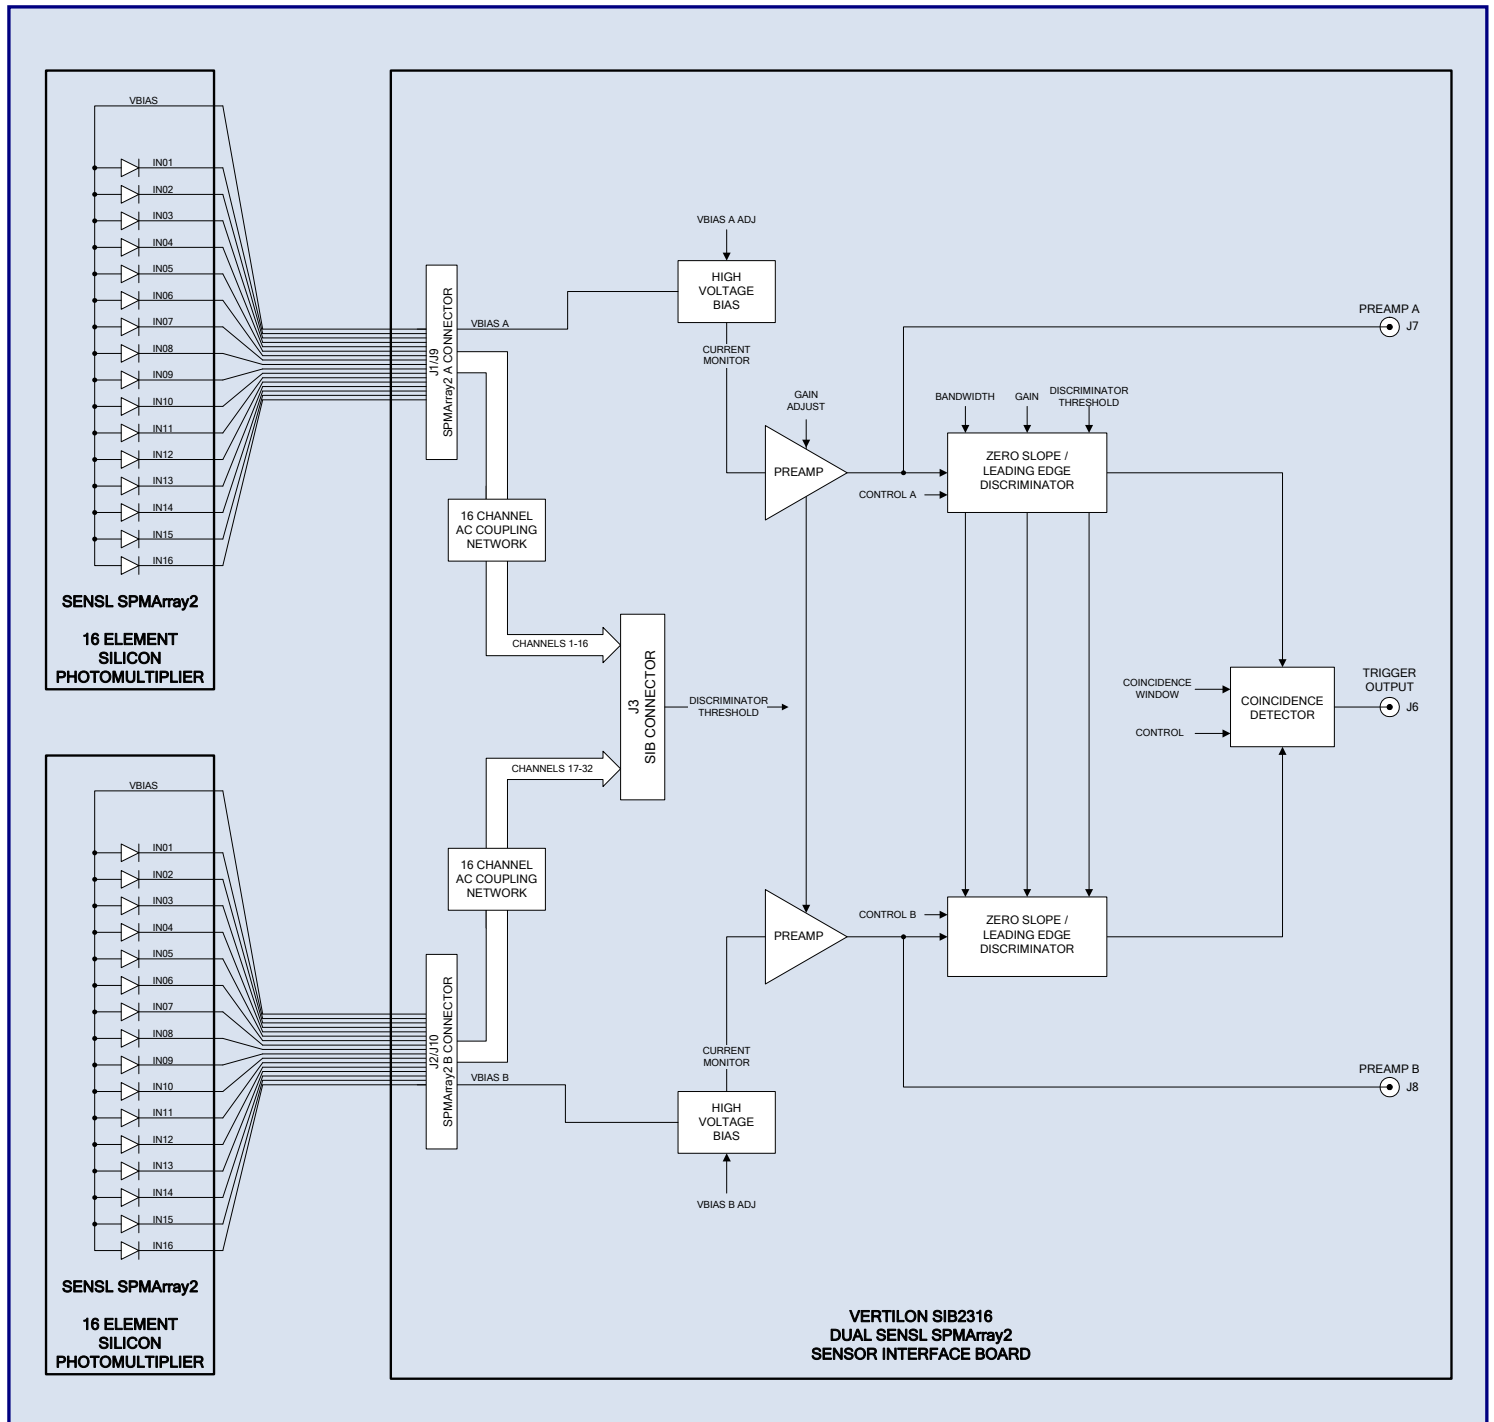 VBIAS
IN01
IN02
IN03
IN04
IN05
IN06
IN07
IN08
IN09
IN10
IN11
IN12
IN13
IN14
IN15
IN16
SENSL SPMArray2
16 ELEMENT
SILICON
PHOTOMULTIPLIER
J1/J9
SPMArray2 A CONNECTOR
VBIAS A
VBIAS A ADJ
HIGH
VOLTAGE
BIAS
CURRENT
MONITOR
GAIN
ADJUST
PREAMP
CONTROL A
BANDWIDTH
GAIN
DISCRIMINATOR
THRESHOLD
ZERO SLOPE /
LEADING EDGE
DISCRIMINATOR
PREAMP A
J7
16 CHANNEL
AC COUPLING
NETWORK
CHANNELS 1-16
J3
SIB CONNECTOR
DISCRIMINATOR
THRESHOLD
COINCIDENCE
WINDOW
CONTROL
COINCIDENCE
DETECTOR
TRIGGER
OUTPUT
J6
VBIAS
IN01
IN02
IN03
IN04
IN05
IN06
IN07
IN08
IN09
IN10
IN11
IN12
IN13
IN14
IN15
IN16
SENSL SPMArray2
16 ELEMENT
SILICON
PHOTOMULTIPLIER
CHANNELS 17-32
16 CHANNEL
AC COUPLING
NETWORK
J2/J10
SPMArray2 B CONNECTOR
VBIAS B
PREAMP
CONTROL B
ZERO SLOPE /
LEADING EDGE
DISCRIMINATOR
CURRENT
MONITOR
HIGH
VOLTAGE
BIAS
VBIAS B ADJ
PREAMP B
J8
VERTILON SIB2316
DUAL SENSL SPMArray2
SENSOR INTERFACE BOARD